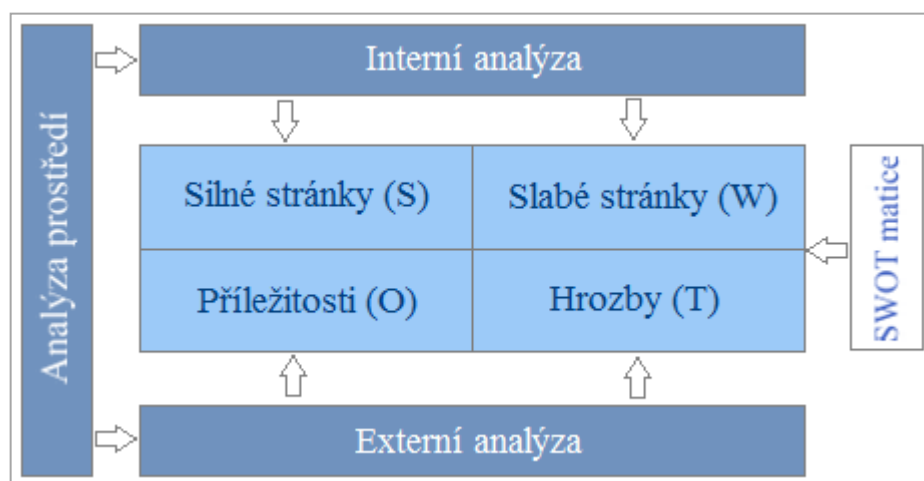 Analýza prostředí
Interní analýza
Silné stránky (S)
Slabé stránky (W)
Příležitosti (O)
Hrozby (T)
SWOT matice
Externí analýza